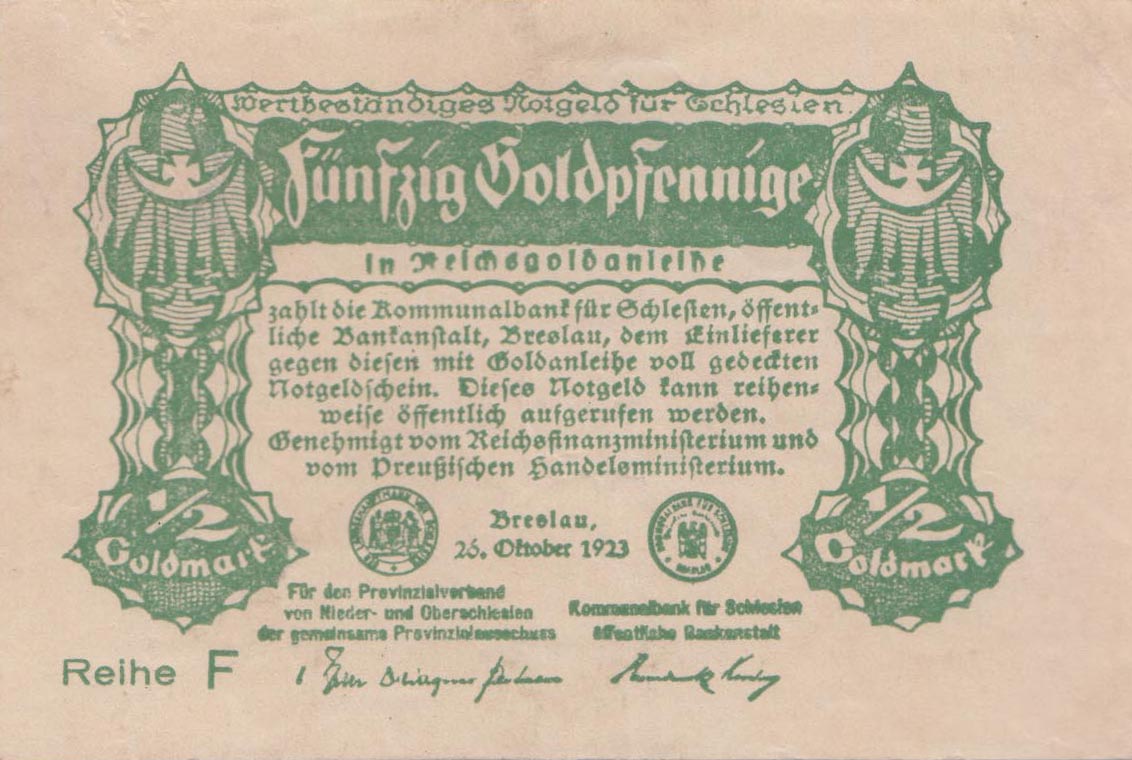 Wertbeständiges Notgeld für Schlesien.
Fünfzig Goldpfennige
in Reichsgoldanleihe
zahlt die Kommunalbank für Schlesien, öffent-
liche Bankanstalt, Breslau, dem Einlieferer
gegen diesen mit Goldanleihe voll gedeckten
Notgeldschein. Dieses Notgeld kann reihen-
weise öffentlich aufgerufen werden.
Genehmigt vom Reichsfinanzministerium und
vom Preußischen Handelsministerium.
1/2 Goldmark
Breslau,
26. Oktober 1923
1/2 Goldmark
Für den Provinzialverband
von Nieder- und Oberschlesien
der gemeinsame Provinzialausschuss
Kommunalbank für Schlesien
öffentliche Bankanstalt
Reihe F